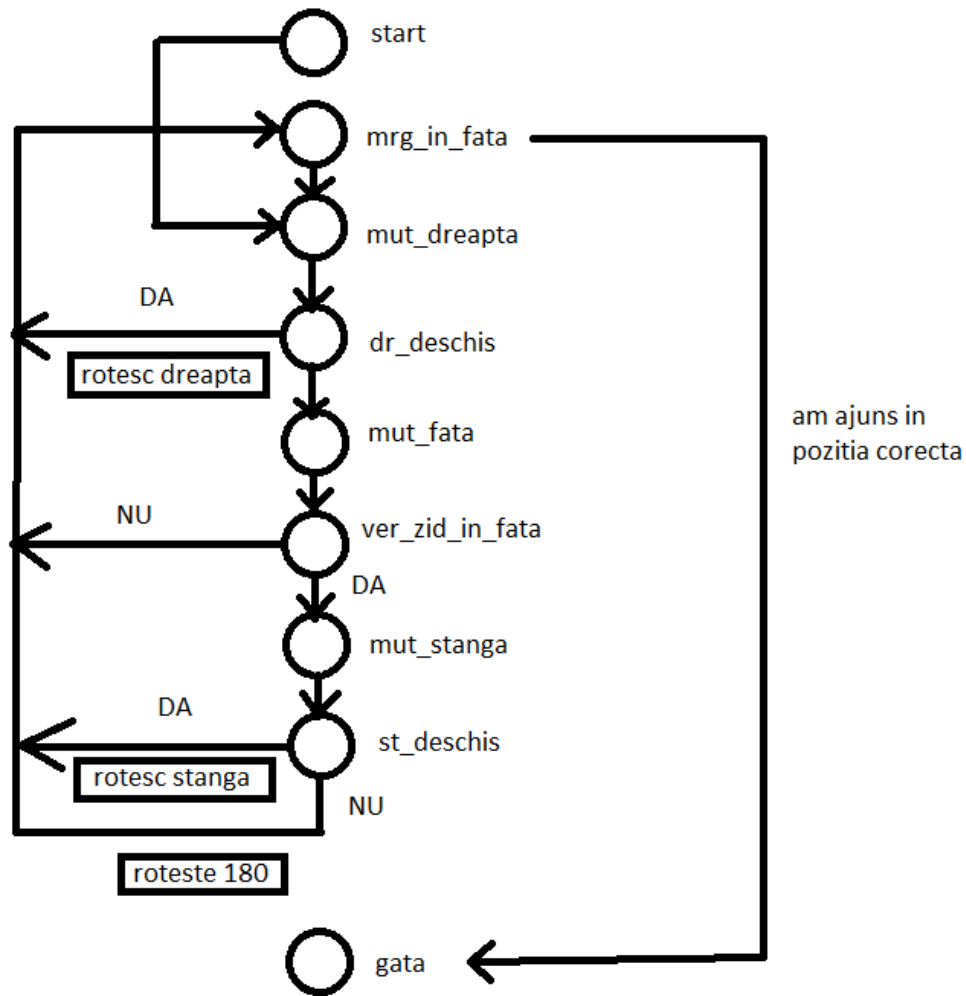 start
mrg_in_fata
mut_dreapta
DA
dr_deschis
rotesc dreapta
am ajuns in
pozitia corecta
mut_fata
NU
ver_zid_in_fata
DA
mut_stanga
DA
st_deschis
rotesc stanga
NU
roteste 180
gata